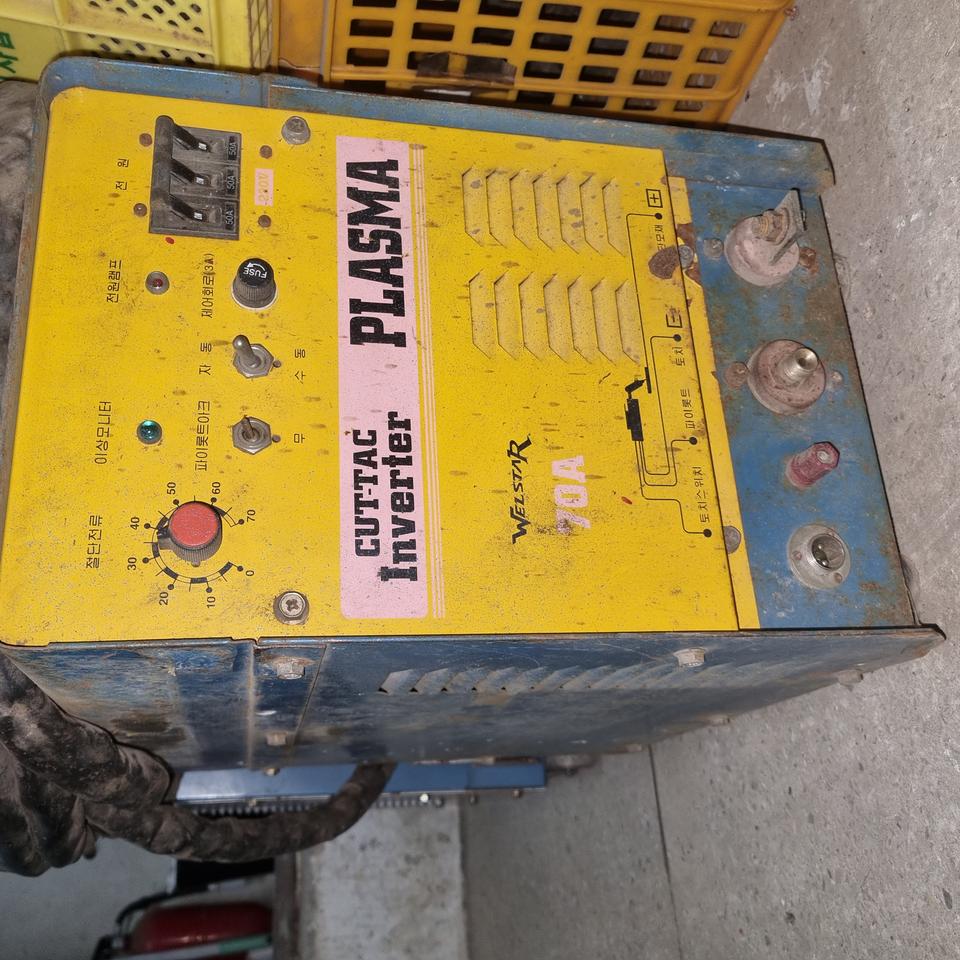 절단전류
이상모니터
전원램프
전 원
0 10 20 30 40 50 60 70
파이롯트아크
자 동
제어회로(3A)
FUSE
ON ON ON
50A 50A 50A
무
수 동
220V
CUT-TAC
Inverter PLASMA
WELSTAR
70A
토치스위치
파이롯트
토치
모재